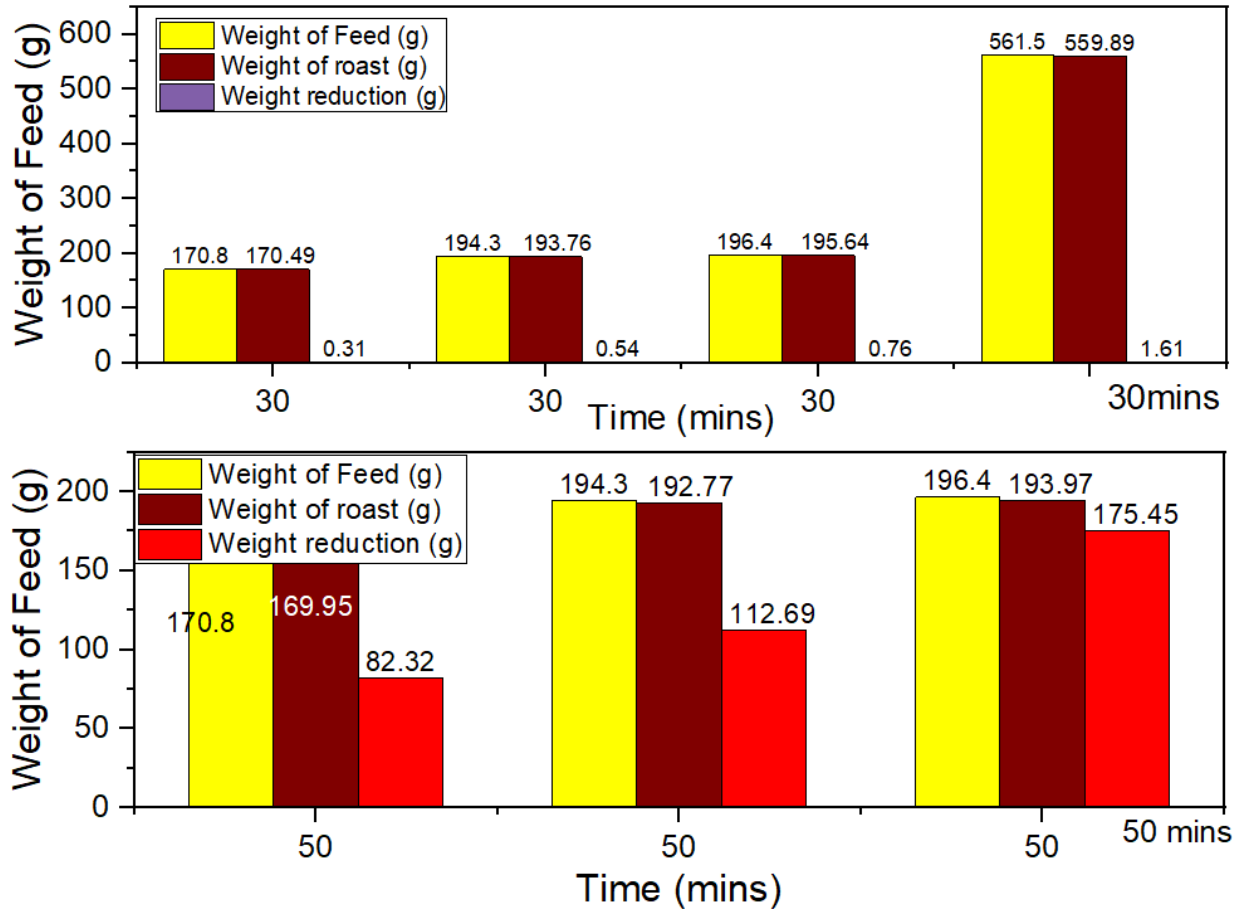 Weight of Feed (g)
600
500
400
300
200
100
0
Weight of Feed (g)
Weight of roast (g)
Weight reduction (g)
170.8 170.49 0.31
194.3 193.76 0.54
196.4 195.64 0.76
561.5 559.89 1.61
30 30 30 30mins
Time (mins)
Weight of Feed (g)
200
150
100
50
0
Weight of Feed (g)
Weight of roast (g)
Weight reduction (g)
170.8 169.95 82.32
194.3 192.77 112.69
196.4 193.97 175.45
50 50 50 50 mins
Time (mins)